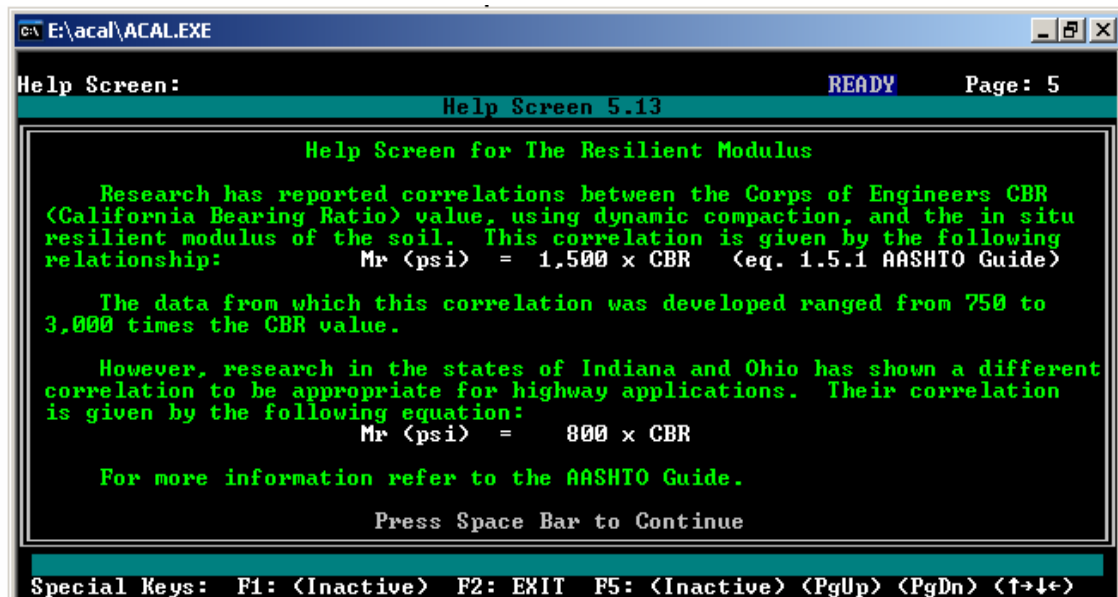 E:\acal\ACAL.EXE
Help Screen: READY Page: 5
Help Screen 5.13
Help Screen for The Resilient Modulus
Research has reported correlations between the Corps of Engineers CBR
(California Bearing Ratio) value, using dynamic compaction, and the in situ
resilient modulus of the soil. This correlation is given by the following
relationship: Mr (psi) = 1,500 x CBR (eq. 1.5.1 AASHTO Guide)
The data from which this correlation was developed ranged from 750 to
3,000 times the CBR value.
However, research in the states of Indiana and Ohio has shown a different
correlation to be appropriate for highway applications. Their correlation
is given by the following equation:
Mr (psi) = 800 x CBR
For more information refer to the AASHTO Guide.
Press Space Bar to Continue
Special Keys: F1: (Inactive) F2: EXIT F5: (Inactive) (PgUp) (PgDn) (↑→↓←)